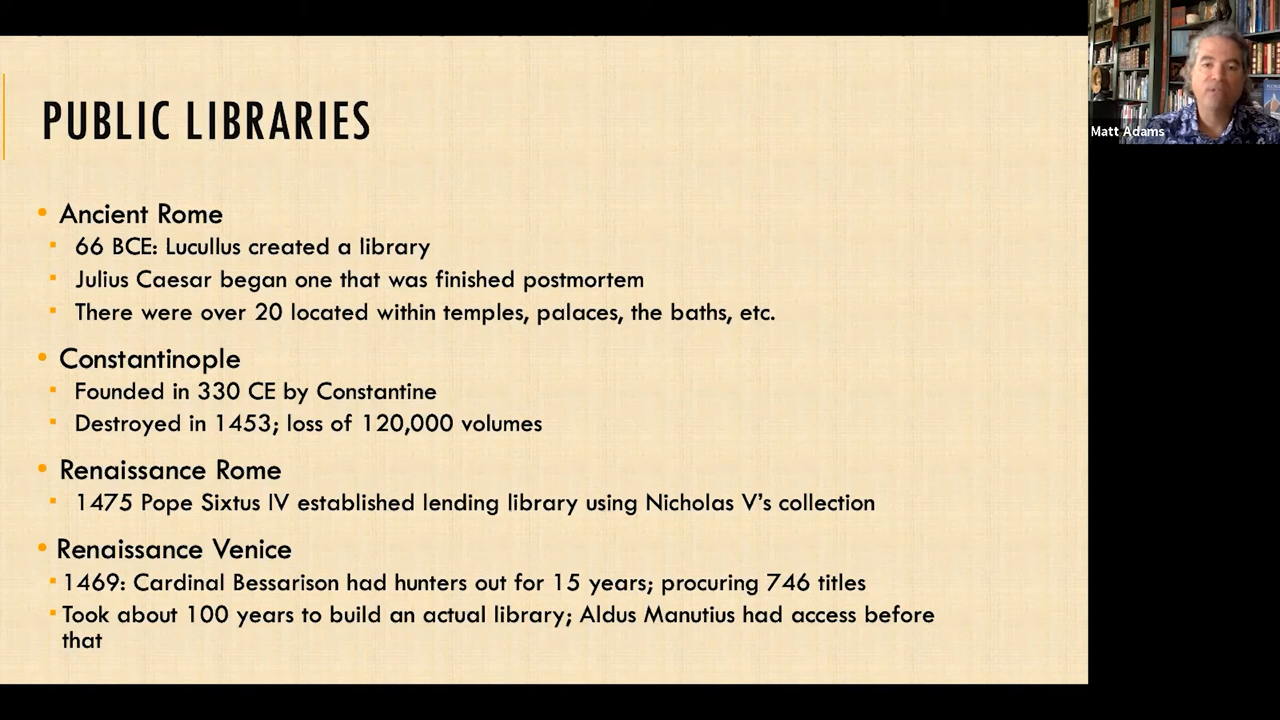 PUBLIC LIBRARIES
Matt Adams
• Ancient Rome
▪ 66 BCE: Lucullus created a library
▪ Julius Caesar began one that was finished postmortem
▪ There were over 20 located within temples, palaces, the baths, etc.
• Constantinople
▪ Founded in 330 CE by Constantine
▪ Destroyed in 1453; loss of 120,000 volumes
• Renaissance Rome
▪ 1475 Pope Sixtus IV established lending library using Nicholas V’s collection
• Renaissance Venice
▪ 1469: Cardinal Bessarison had hunters out for 15 years; procuring 746 titles
▪ Took about 100 years to build an actual library; Aldus Manutius had access before
that